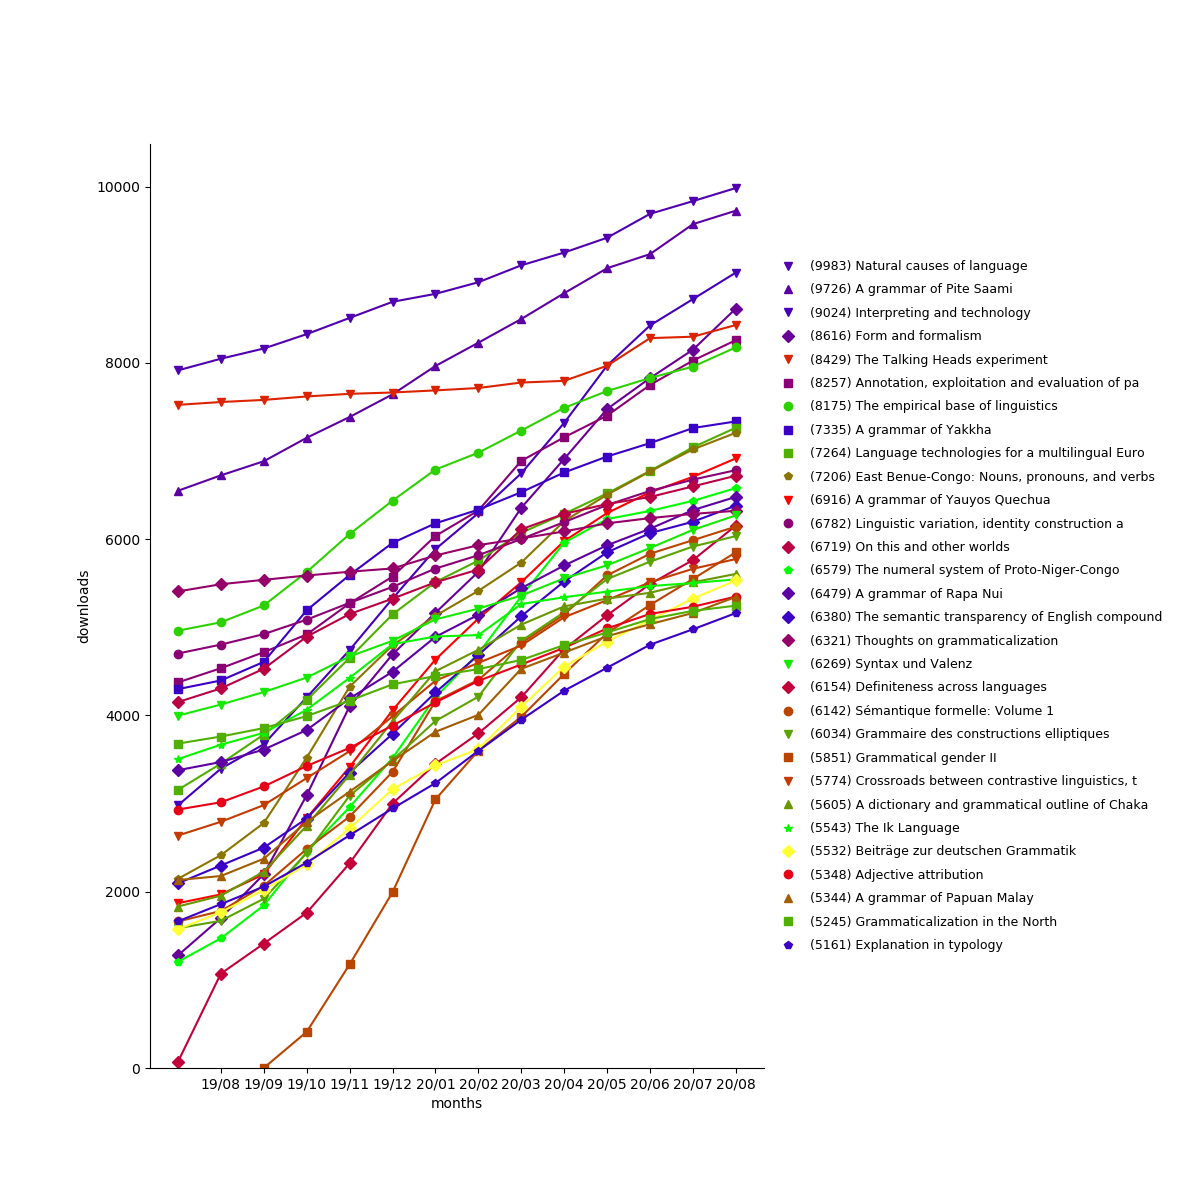 10000
8000
6000
4000
2000
0
downloads
19/08 19/09 19/10 19/11 19/12 20/01 20/02 20/03 20/04 20/05 20/06 20/07 20/08
months
(9983) Natural causes of language
(9726) A grammar of Pite Saami
(9024) Interpreting and technology
(8616) Form and formalism
(8429) The Talking Heads experiment
(8257) Annotation, exploitation and evaluation of pa
(8175) The empirical base of linguistics
(7335) A grammar of Yakkha
(7264) Language technologies for a multilingual Euro
(7206) East Benue-Congo: Nouns, pronouns, and verbs
(6916) A grammar of Yauyos Quechua
(6782) Linguistic variation, identity construction a
(6719) On this and other worlds
(6579) The numeral system of Proto-Niger-Congo
(6479) A grammar of Rapa Nui
(6380) The semantic transparency of English compound
(6321) Thoughts on grammaticalization
(6269) Syntax und Valenz
(6154) Definiteness across languages
(6142) Sémantique formelle: Volume 1
(6034) Grammaire des constructions elliptiques
(5851) Grammatical gender II
(5774) Crossroads between contrastive linguistics, t
(5605) A dictionary and grammatical outline of Chaka
(5543) The Ik Language
(5532) Beiträge zur deutschen Grammatik
(5348) Adjective attribution
(5344) A grammar of Papuan Malay
(5245) Grammaticalization in the North
(5161) Explanation in typology